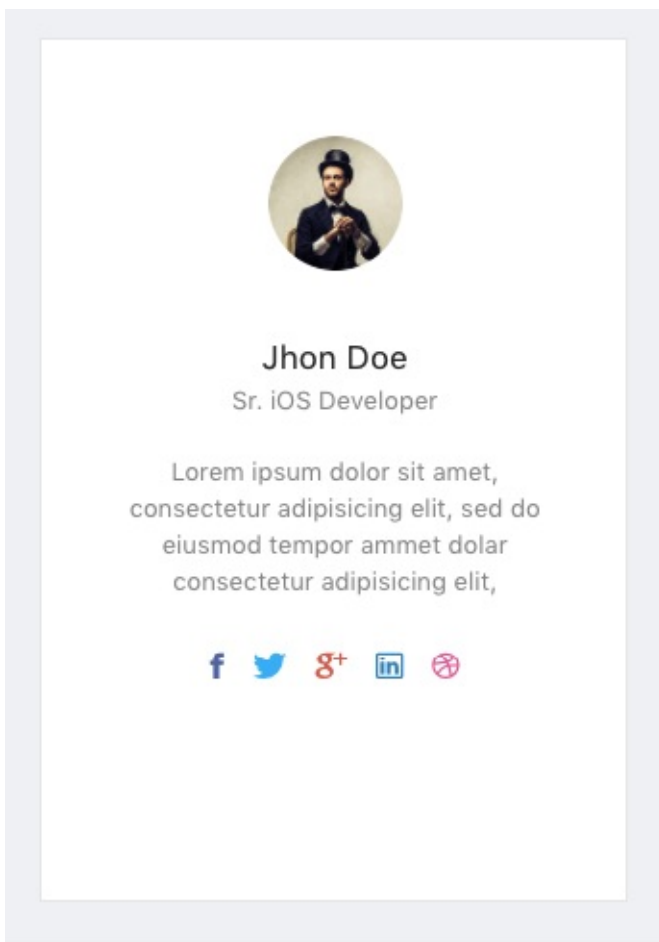 Jhon Doe
Sr. iOS Developer
Lorem ipsum dolor sit amet,
consectetur adipisicing elit, sed do
eiusmod tempor ammet dolar
consectetur adipisicing elit,
f g+ in